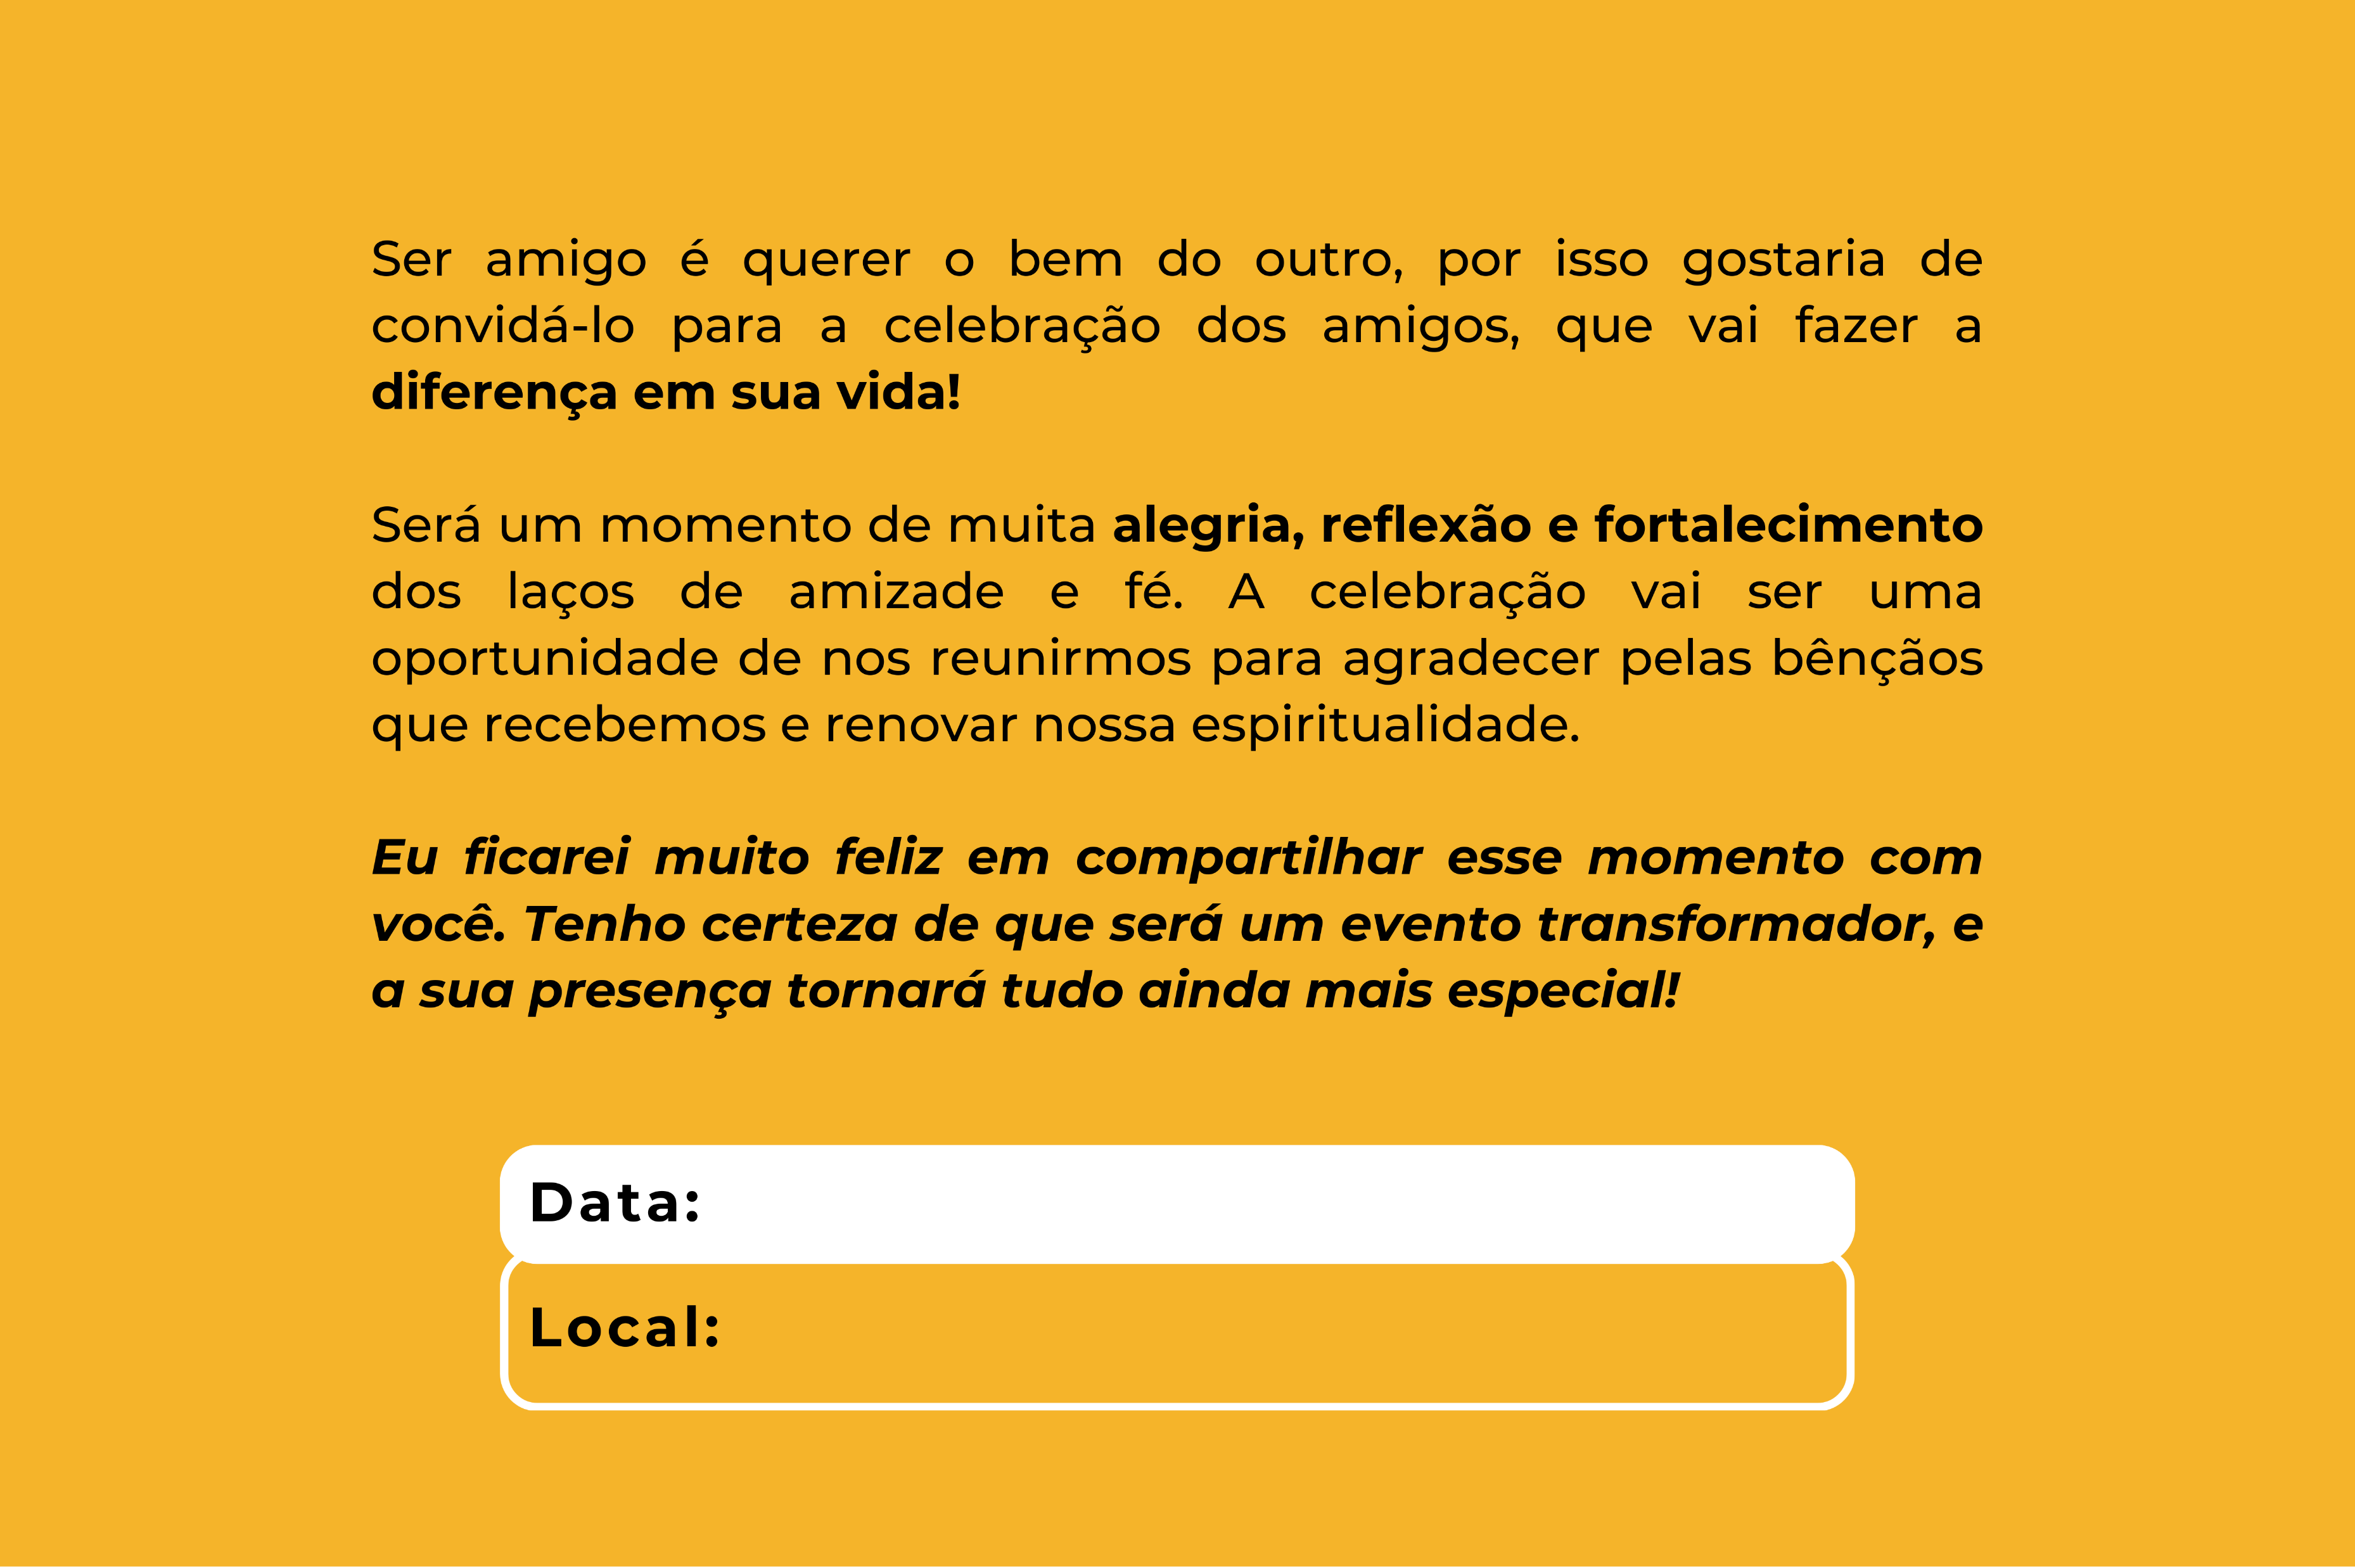 Ser amigo é querer o bem do outro, por isso gostaria de
convidá-lo para a celebração dos amigos, que vai fazer a
diferença em sua vida!
Será um momento de muita alegria, reflexão e fortalecimento
dos laços de amizade e fé. A celebração vai ser uma
oportunidade de nos reunirmos para agradecer pelas bênçãos
que recebemos e renovar nossa espiritualidade.
Eu ficarei muito feliz em compartilhar esse momento com
você. Tenho certeza de que será um evento transformador, e
a sua presença tornará tudo ainda mais especial!
Data:
Local: